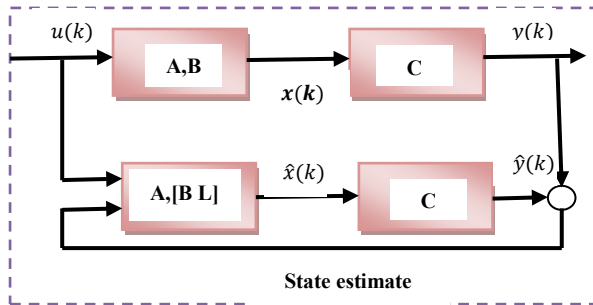 u(k)
y(k)
A,B
C
x(k)
x̂(k)
ŷ(k)
A,[B L]
C
State estimate